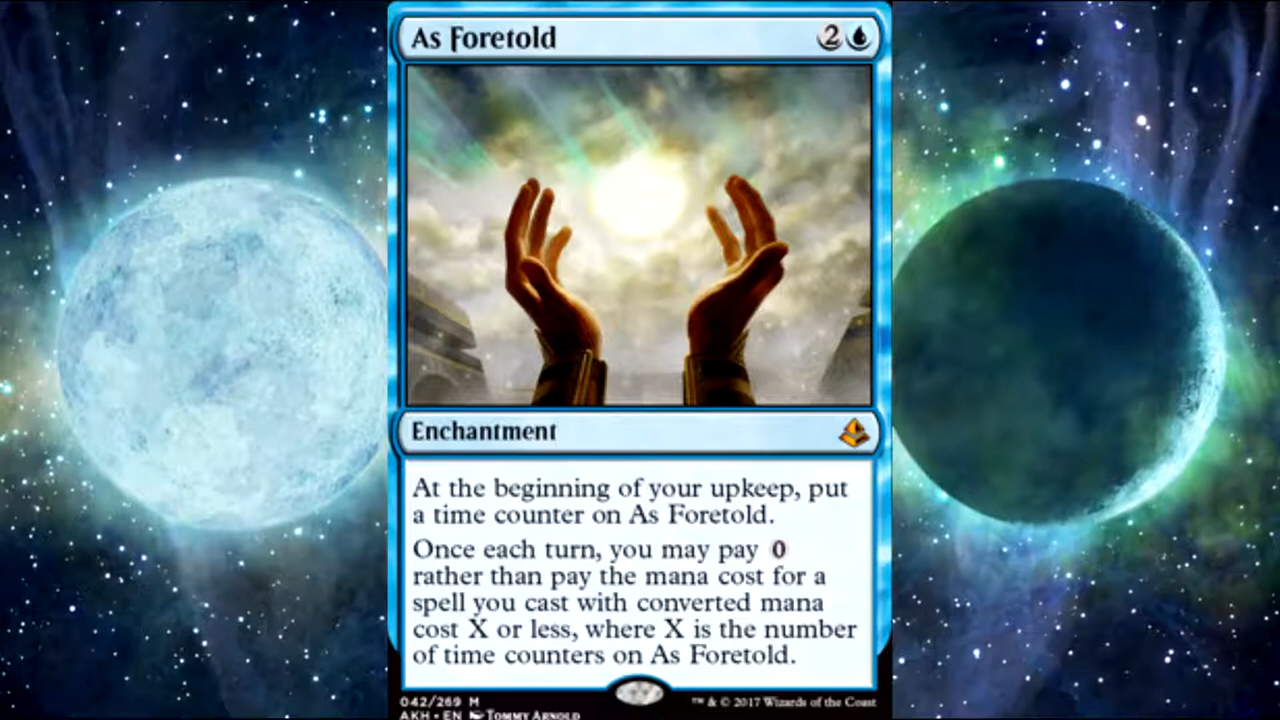 As Foretold 2
Enchantment
At the beginning of your upkeep, put
a time counter on As Foretold.
Once each turn, you may pay 0
rather than pay the mana cost for a
spell you cast with converted mana
cost X or less, where X is the number
of time counters on As Foretold.
042/269 M
™ & © 2017 Wizards of the Coast
AKH • EN Tommy Arnold